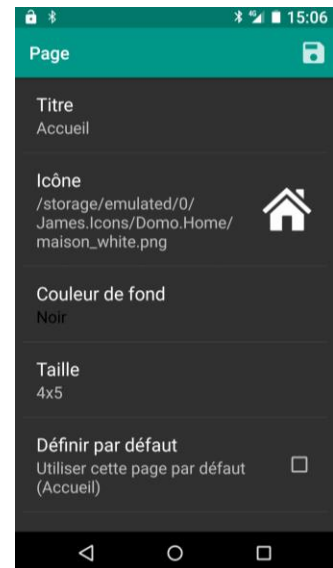 4G 15:06
Page
Titre
Accueil
Icône
/storage/emulated/0/
James.Icons/Domo.Home/
maison_white.png
Couleur de fond
Noir
Taille
4x5
Définir par défaut
Utiliser cette page par défaut
(Accueil)